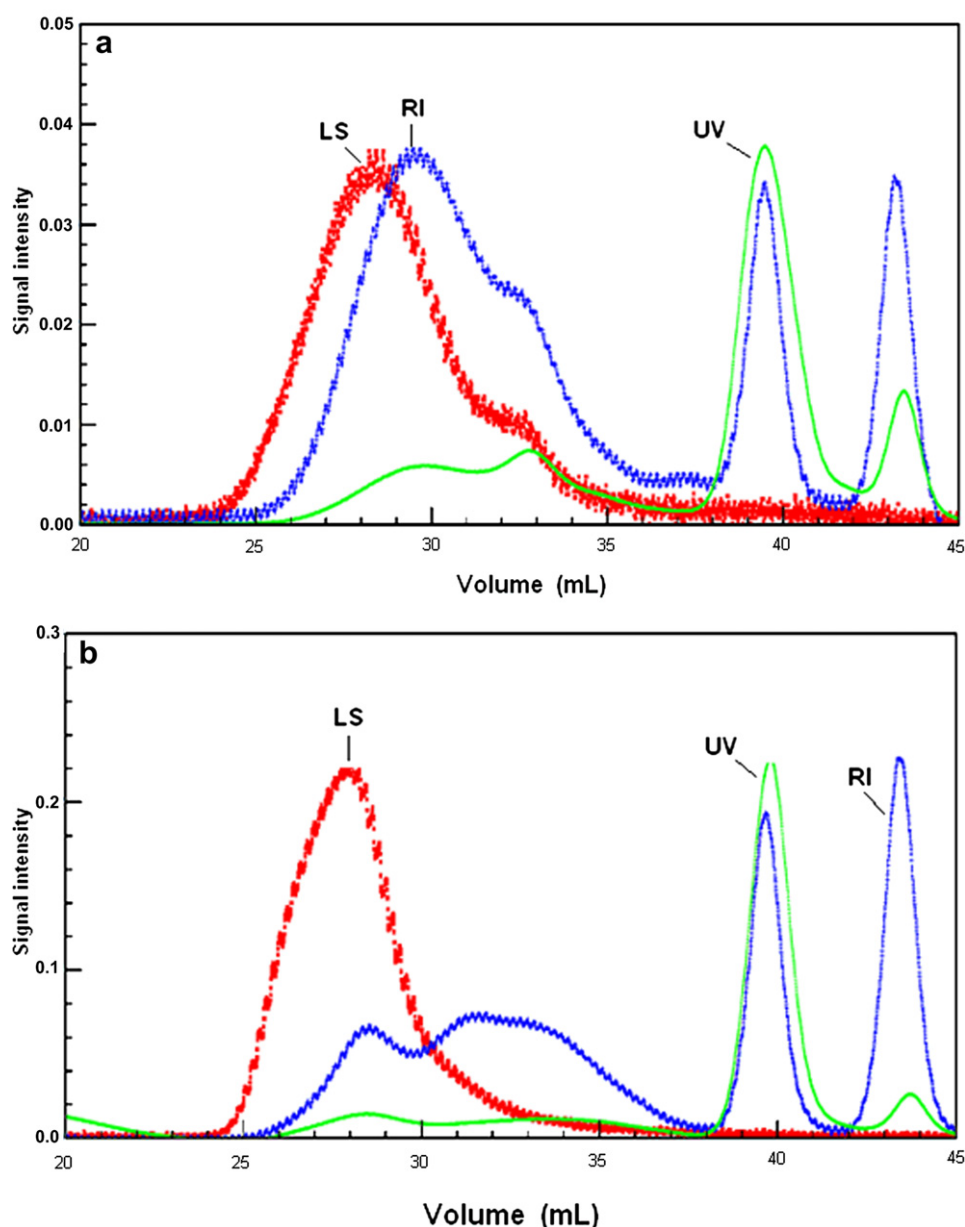 a
0.05
0.04
0.03
0.02
0.01
0.00
Signal intensity
LS
RI
UV
20 25 30 35 40 45
Volume (mL)
b
0.3
0.2
0.1
0.0
Signal intensity
LS
UV
RI
20 25 30 35 40 45
Volume (mL)